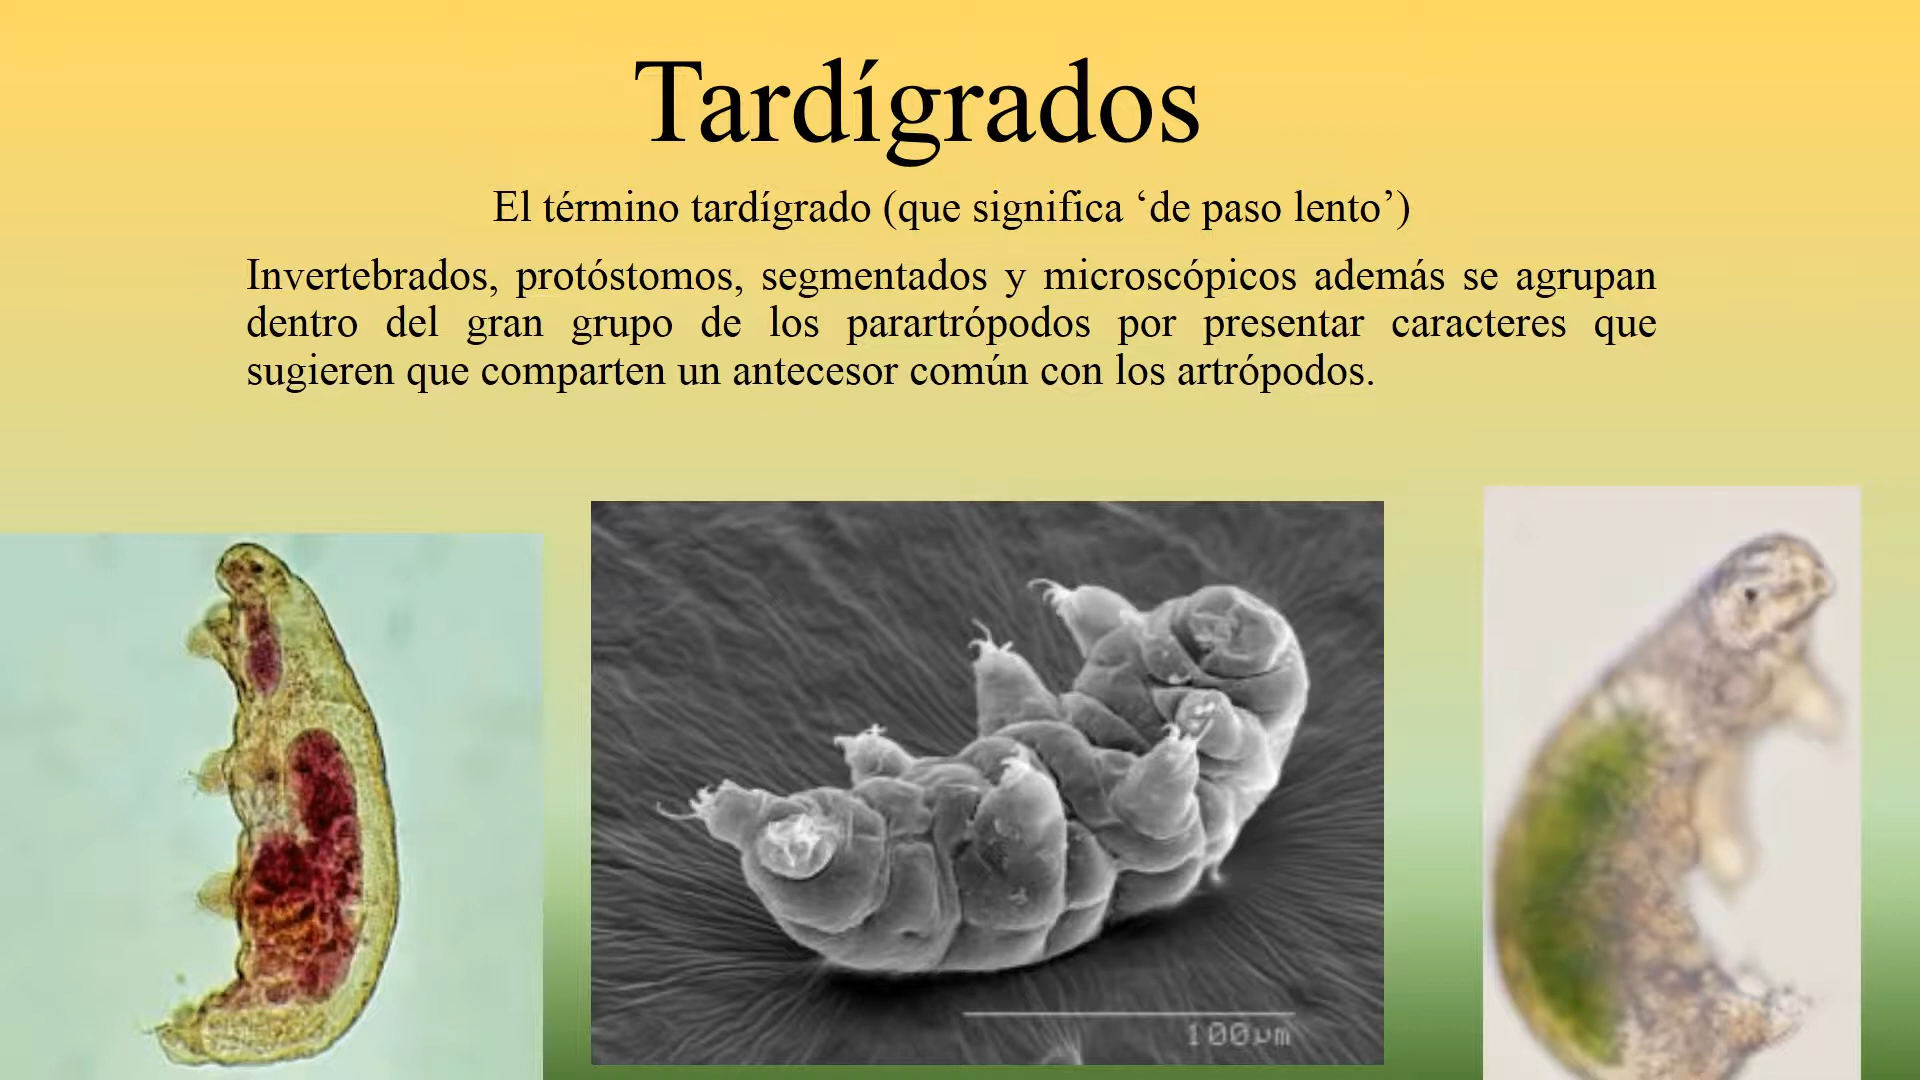 Tardígrados
El término tardígrado (que significa ‘de paso lento’)
Invertebrados, protóstomos, segmentados y microscópicos además se agrupan
dentro del gran grupo de los parartrópodos por presentar caracteres que
sugieren que comparten un antecesor común con los artrópodos.
100µm